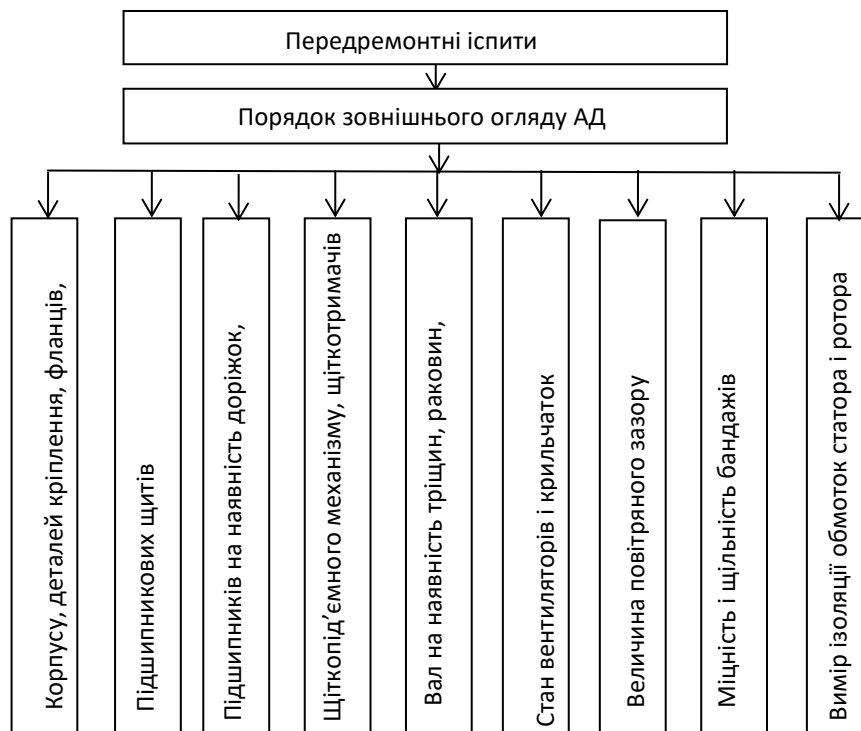 Передремонтні іспити
Порядок зовнішнього огляду АД
Корпусу, деталей кріплення, фланців,
Підшипникових щитів
Підшипників на наявність доріжок,
Щіткопід’ємного механізму, щіткотримачів
Вал на наявність тріщин, раковин,
Стан вентиляторів і крильчаток
Величина повітряного зазору
Міцність і щільність бандажів
Вимір ізоляції обмоток статора і ротора